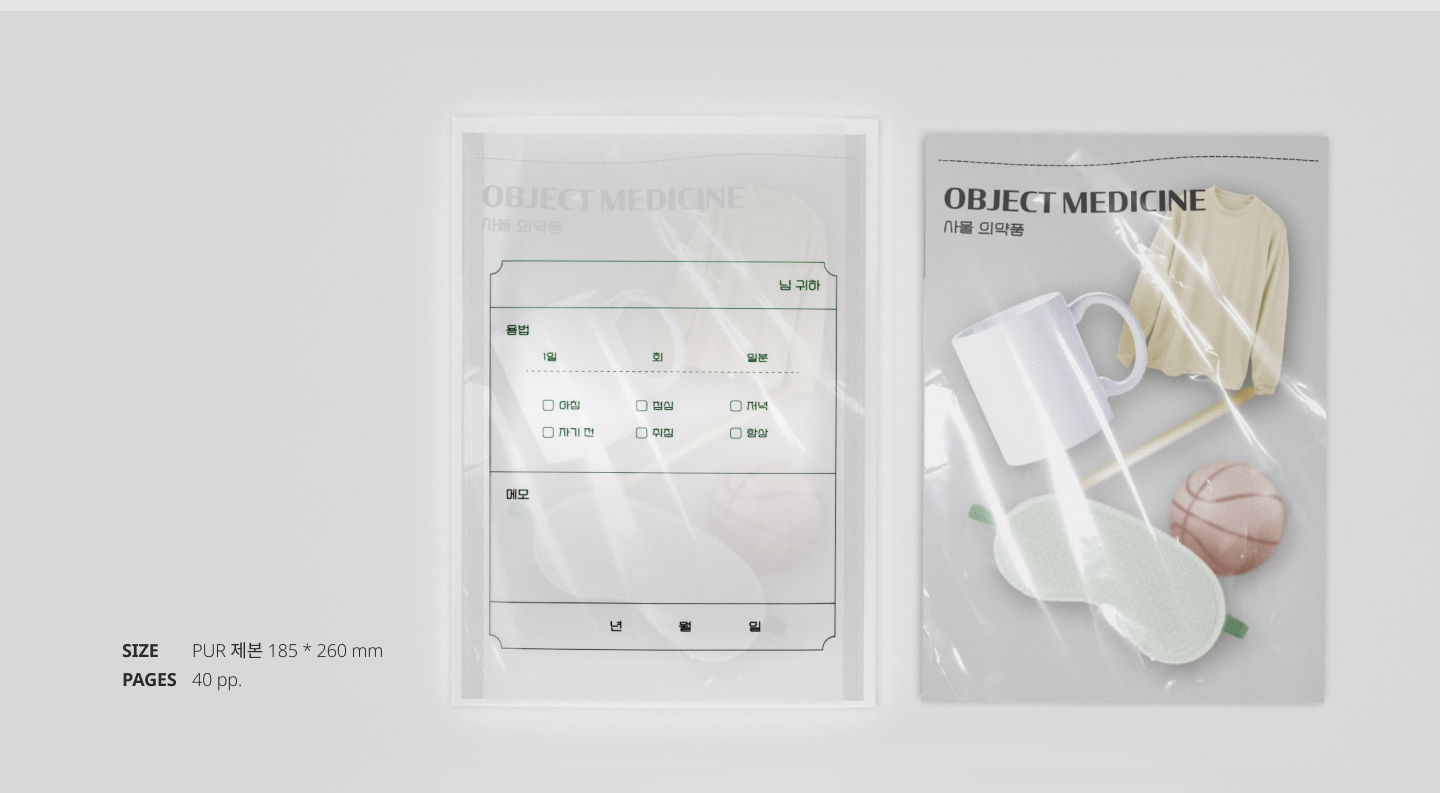 OBJECT MEDICINE
사물 의약품
님 귀하
용법
1일 회 일분
아침 점심 저녁
자기 전 취침 항상
메모
년 월 일
OBJECT MEDICINE
사물 의약품
SIZE PUR 제본 185 * 260 mm
PAGES 40 pp.